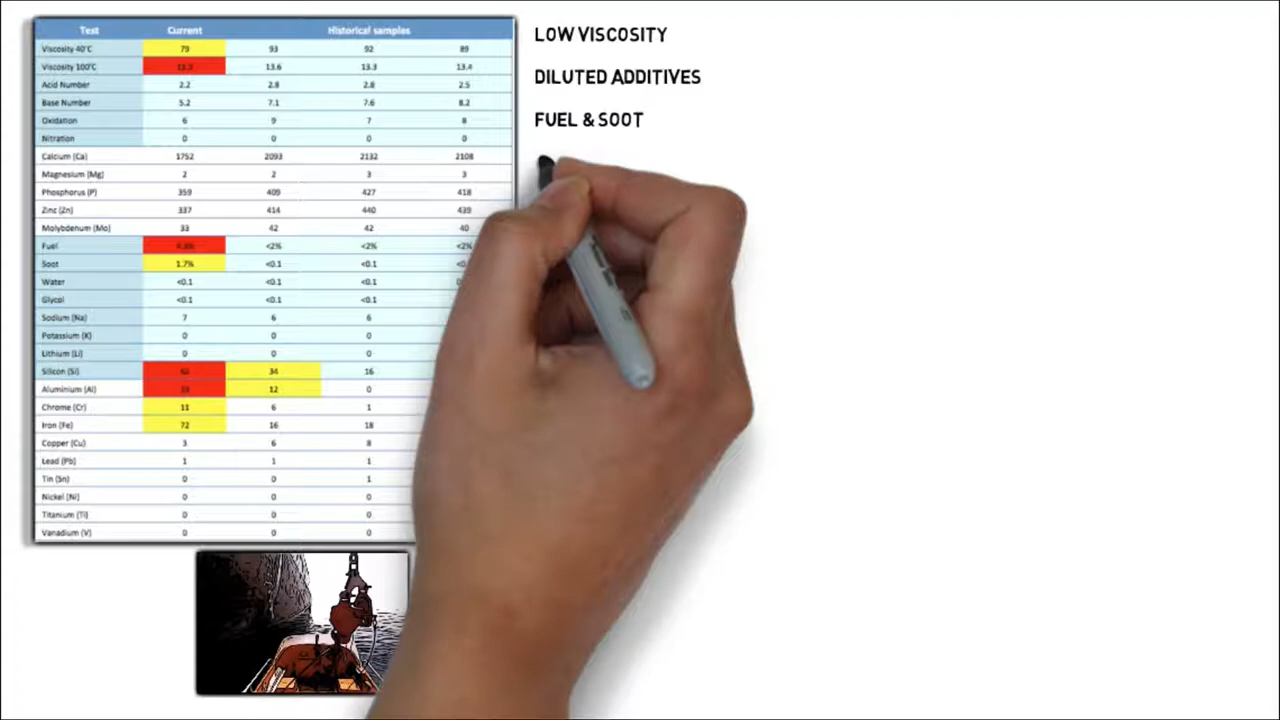 Test Current Historical samples
Viscosity 40°C 79 93 92 89
Viscosity 100°C 13.6 13.3 13.4
Acid Number 2.2 2.8 2.8 2.5
Base Number 5.2 7.1 7.6 8.2
Oxidation 6 9 7 8
Nitration 0 0 0 0
Calcium (Ca) 1752 2093 2132 2108
Magnesium (Mg) 2 2 3 3
Phosphorus (P) 359 409 427 418
Zinc (Zn) 337 414 440 439
Molybdenum (Mo) 33 42 42 40
Fuel <2% <2% <2%
Soot 1.7% <0.1 <0.1
Water <0.1 <0.1 <0.1
Glycol <0.1 <0.1 <0.1
Sodium (Na) 7 6 6
Potassium (K) 0 0 0
Lithium (Li) 0 0 0
Silicon (Si) 34 16
Aluminium (Al) 12 0
Chrome (Cr) 11 6 1
Iron (Fe) 72 16 18
Copper (Cu) 3 6 8
Lead (Pb) 1 1 1
Tin (Sn) 0 0 1
Nickel (Ni) 0 0 0
Titanium (Ti) 0 0 0
Vanadium (V) 0 0 0
LOW VISCOSITY
DILUTED ADDITIVES
FUEL & SOOT